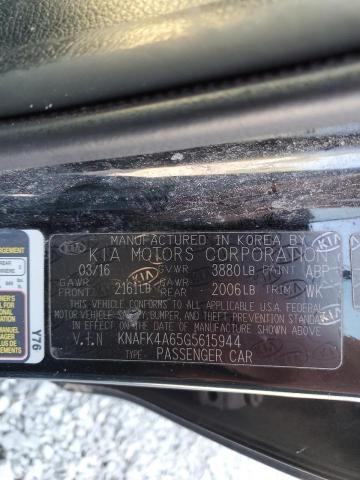 MANUFACTURED IN KOREA BY
KIA MOTORS CORPORATION
03/16 GVWR 3880LB PAINT ABP
GAWR GAWR
FRONT 2161LB REAR 2006LB TRIM WK
THIS VEHICLE CONFORMS TO ALL APPLICABLE U.S.A FEDERAL
MOTOR VEHICLE SAFETY, BUMPER, AND THEFT PREVENTION STANDARDS
IN EFFECT ON THE DATE OF MANUFACTURE SHOWN ABOVE.
V.I.N KNAFK4A65G5615944
TYPE: PASSENGER CAR
KIA
Y76